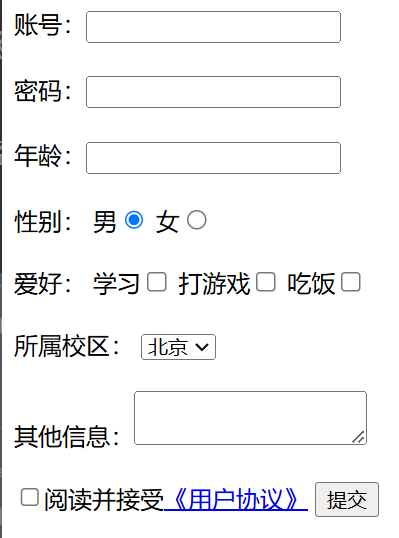 账号：
密码：
年龄：
性别： 男 女
爱好： 学习 打游戏 吃饭
所属校区： 北京
其他信息：
阅读并接受《用户协议》 提交